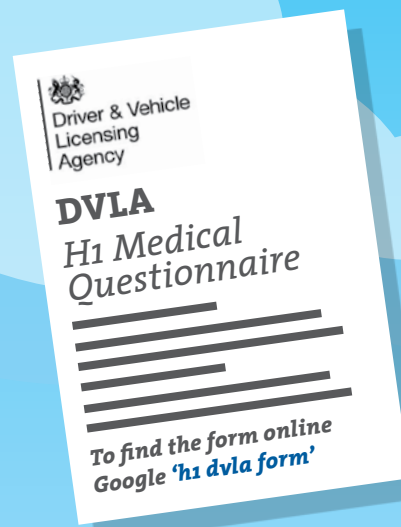 Driver & Vehicle
Licensing
Agency
DVLA
H1 Medical
Questionnaire
To find the form online
Google ‘h1 dvla form’